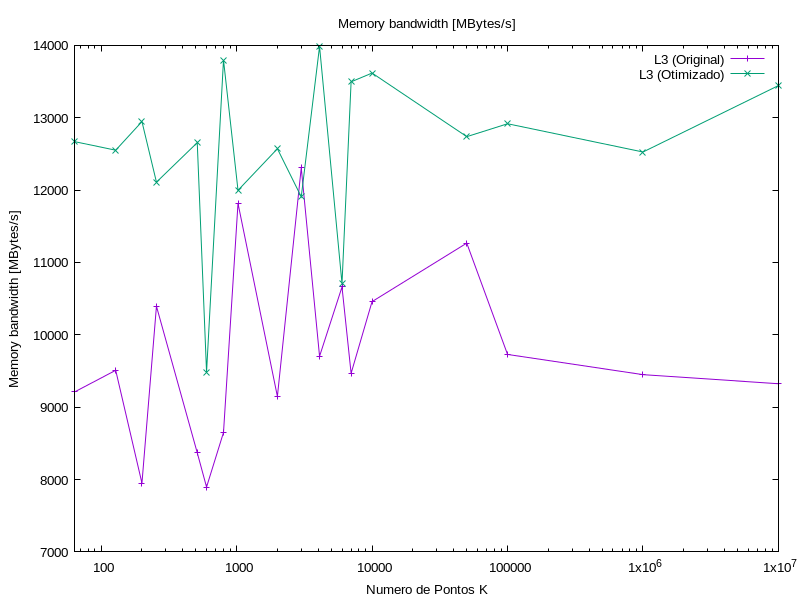 Memory bandwidth [MBytes/s]
L3 (Original)
L3 (Otimizado)
14000
13000
12000
11000
10000
9000
8000
7000
Memory bandwidth [MBytes/s]
100 1000 10000 100000 1x10^6 1x10^7
Numero de Pontos K